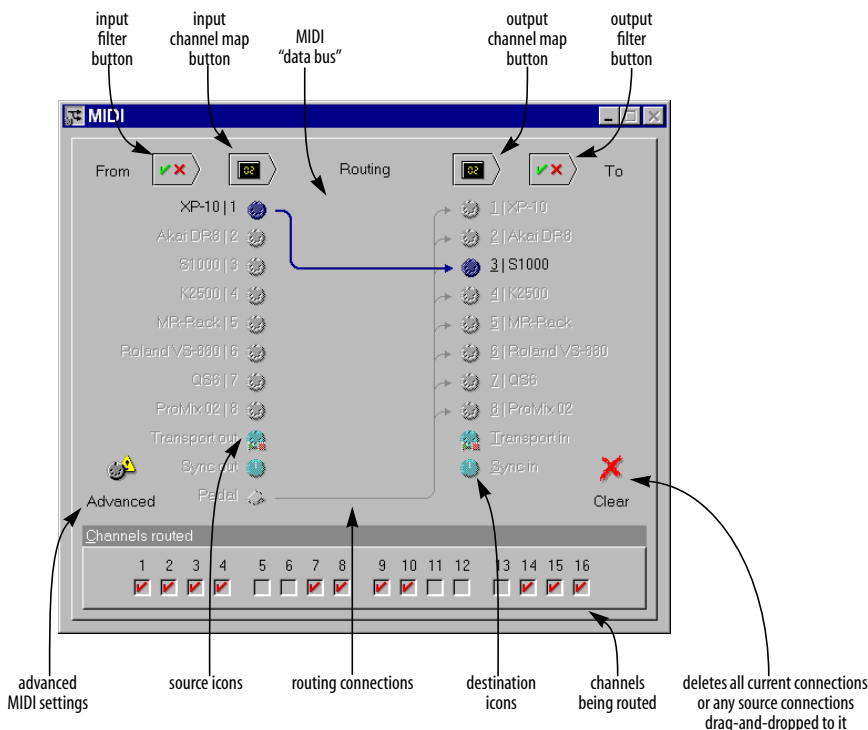 input
filter
button
input
channel map
button
MIDI
“data bus”
output
channel map
button
output
filter
button
MIDI
From
02
Routing
02
To
XP-10 | 1
1 | XP-10
Akai DR8 | 2
2 | Akai DR8
S1000 | 3
3 | S1000
K2500 | 4
4 | K2500
MR-Rack | 5
5 | MR-Rack
Roland VS-880 | 6
6 | Roland VS-880
QS6 | 7
7 | QS6
ProMix 02 | 8
8 | ProMix 02
Transport out
Transport in
Sync out
Sync in
Pedal
Advanced
Clear
Channels routed
1 2 3 4 5 6 7 8 9 10 11 12 13 14 15 16
advanced
MIDI settings
source icons
routing connections
destination
icons
channels
being routed
deletes all current connections
or any source connections
drag-and-dropped to it